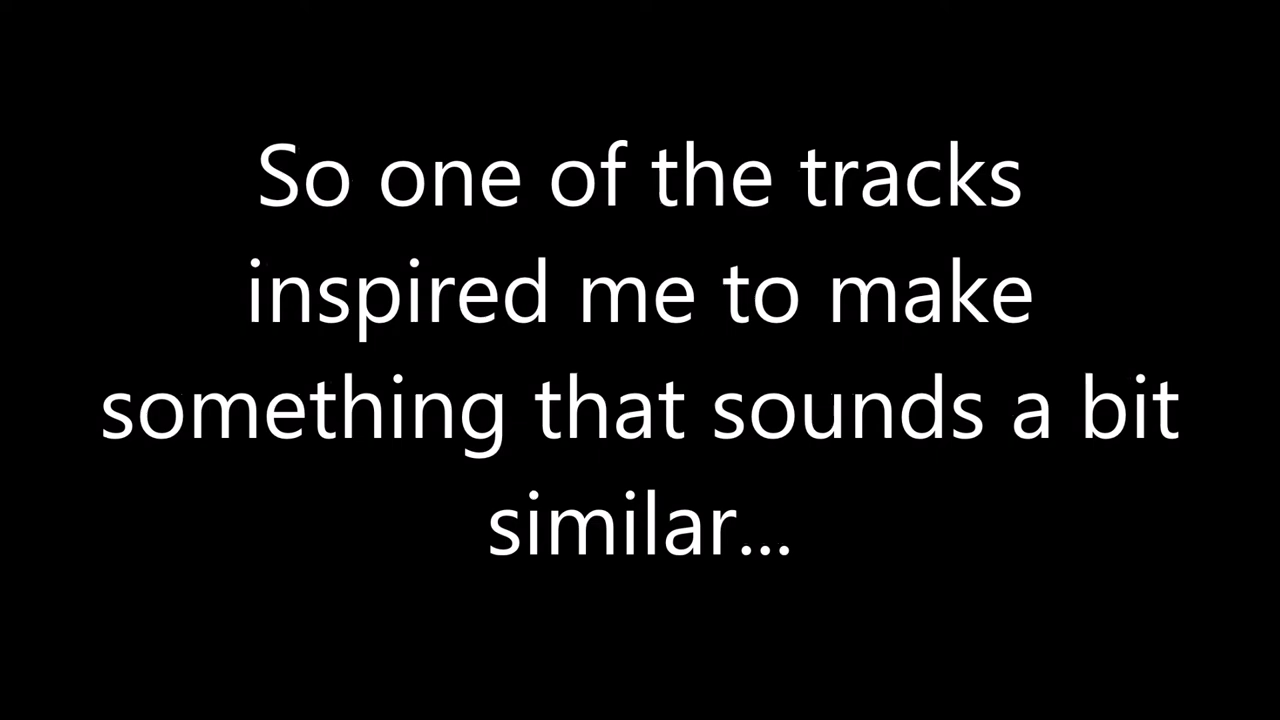 So one of the tracks
inspired me to make
something that sounds a bit
similar...